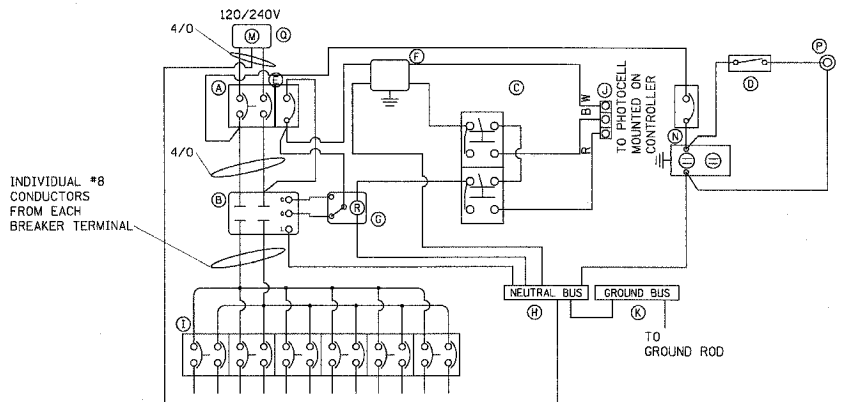 120/240V
4/0
M
Q
F
P
A
E
C
W
B
R
J
TO PHOTOCELL
MOUNTED ON
CONTROLLER
D
N
4/0
INDIVIDUAL #8
CONDUCTORS
FROM EACH
BREAKER TERMINAL
B
R
G
NEUTRAL BUS
GROUND BUS
H
K
I
TO
GROUND ROD